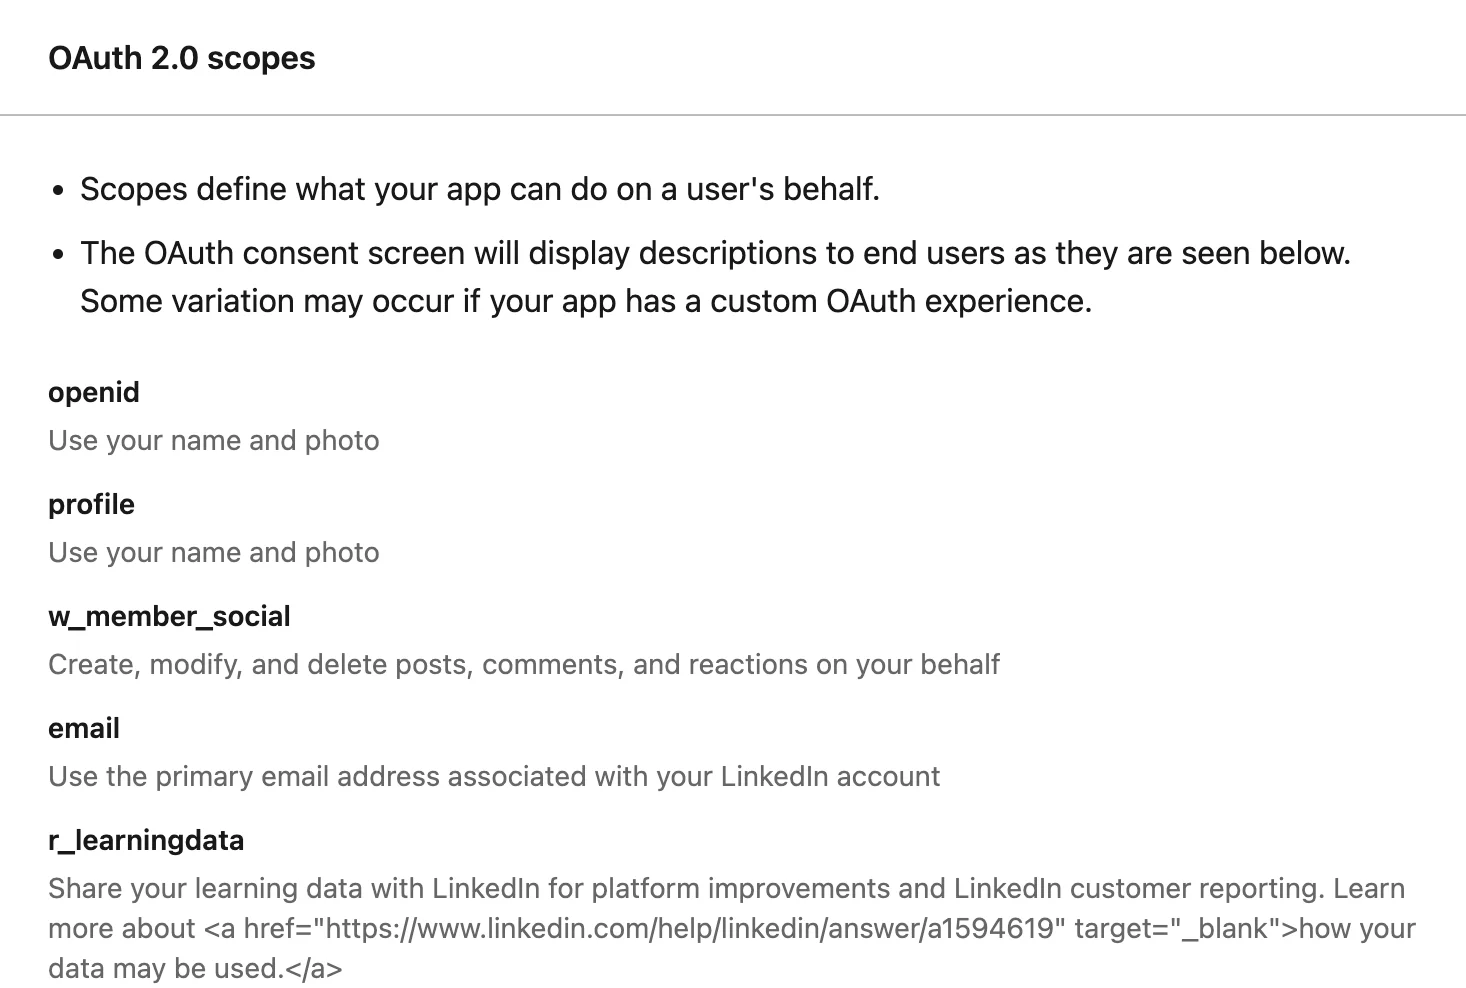 OAuth 2.0 scopes
• Scopes define what your app can do on a user's behalf.
• The OAuth consent screen will display descriptions to end users as they are seen below.
Some variation may occur if your app has a custom OAuth experience.
openid
Use your name and photo
profile
Use your name and photo
w_member_social
Create, modify, and delete posts, comments, and reactions on your behalf
email
Use the primary email address associated with your LinkedIn account
r_learningdata
Share your learning data with LinkedIn for platform improvements and LinkedIn customer reporting. Learn
more about <a href="https://www.linkedin.com/help/linkedin/answer/a1594619" target="_blank">how your
data may be used.</a>